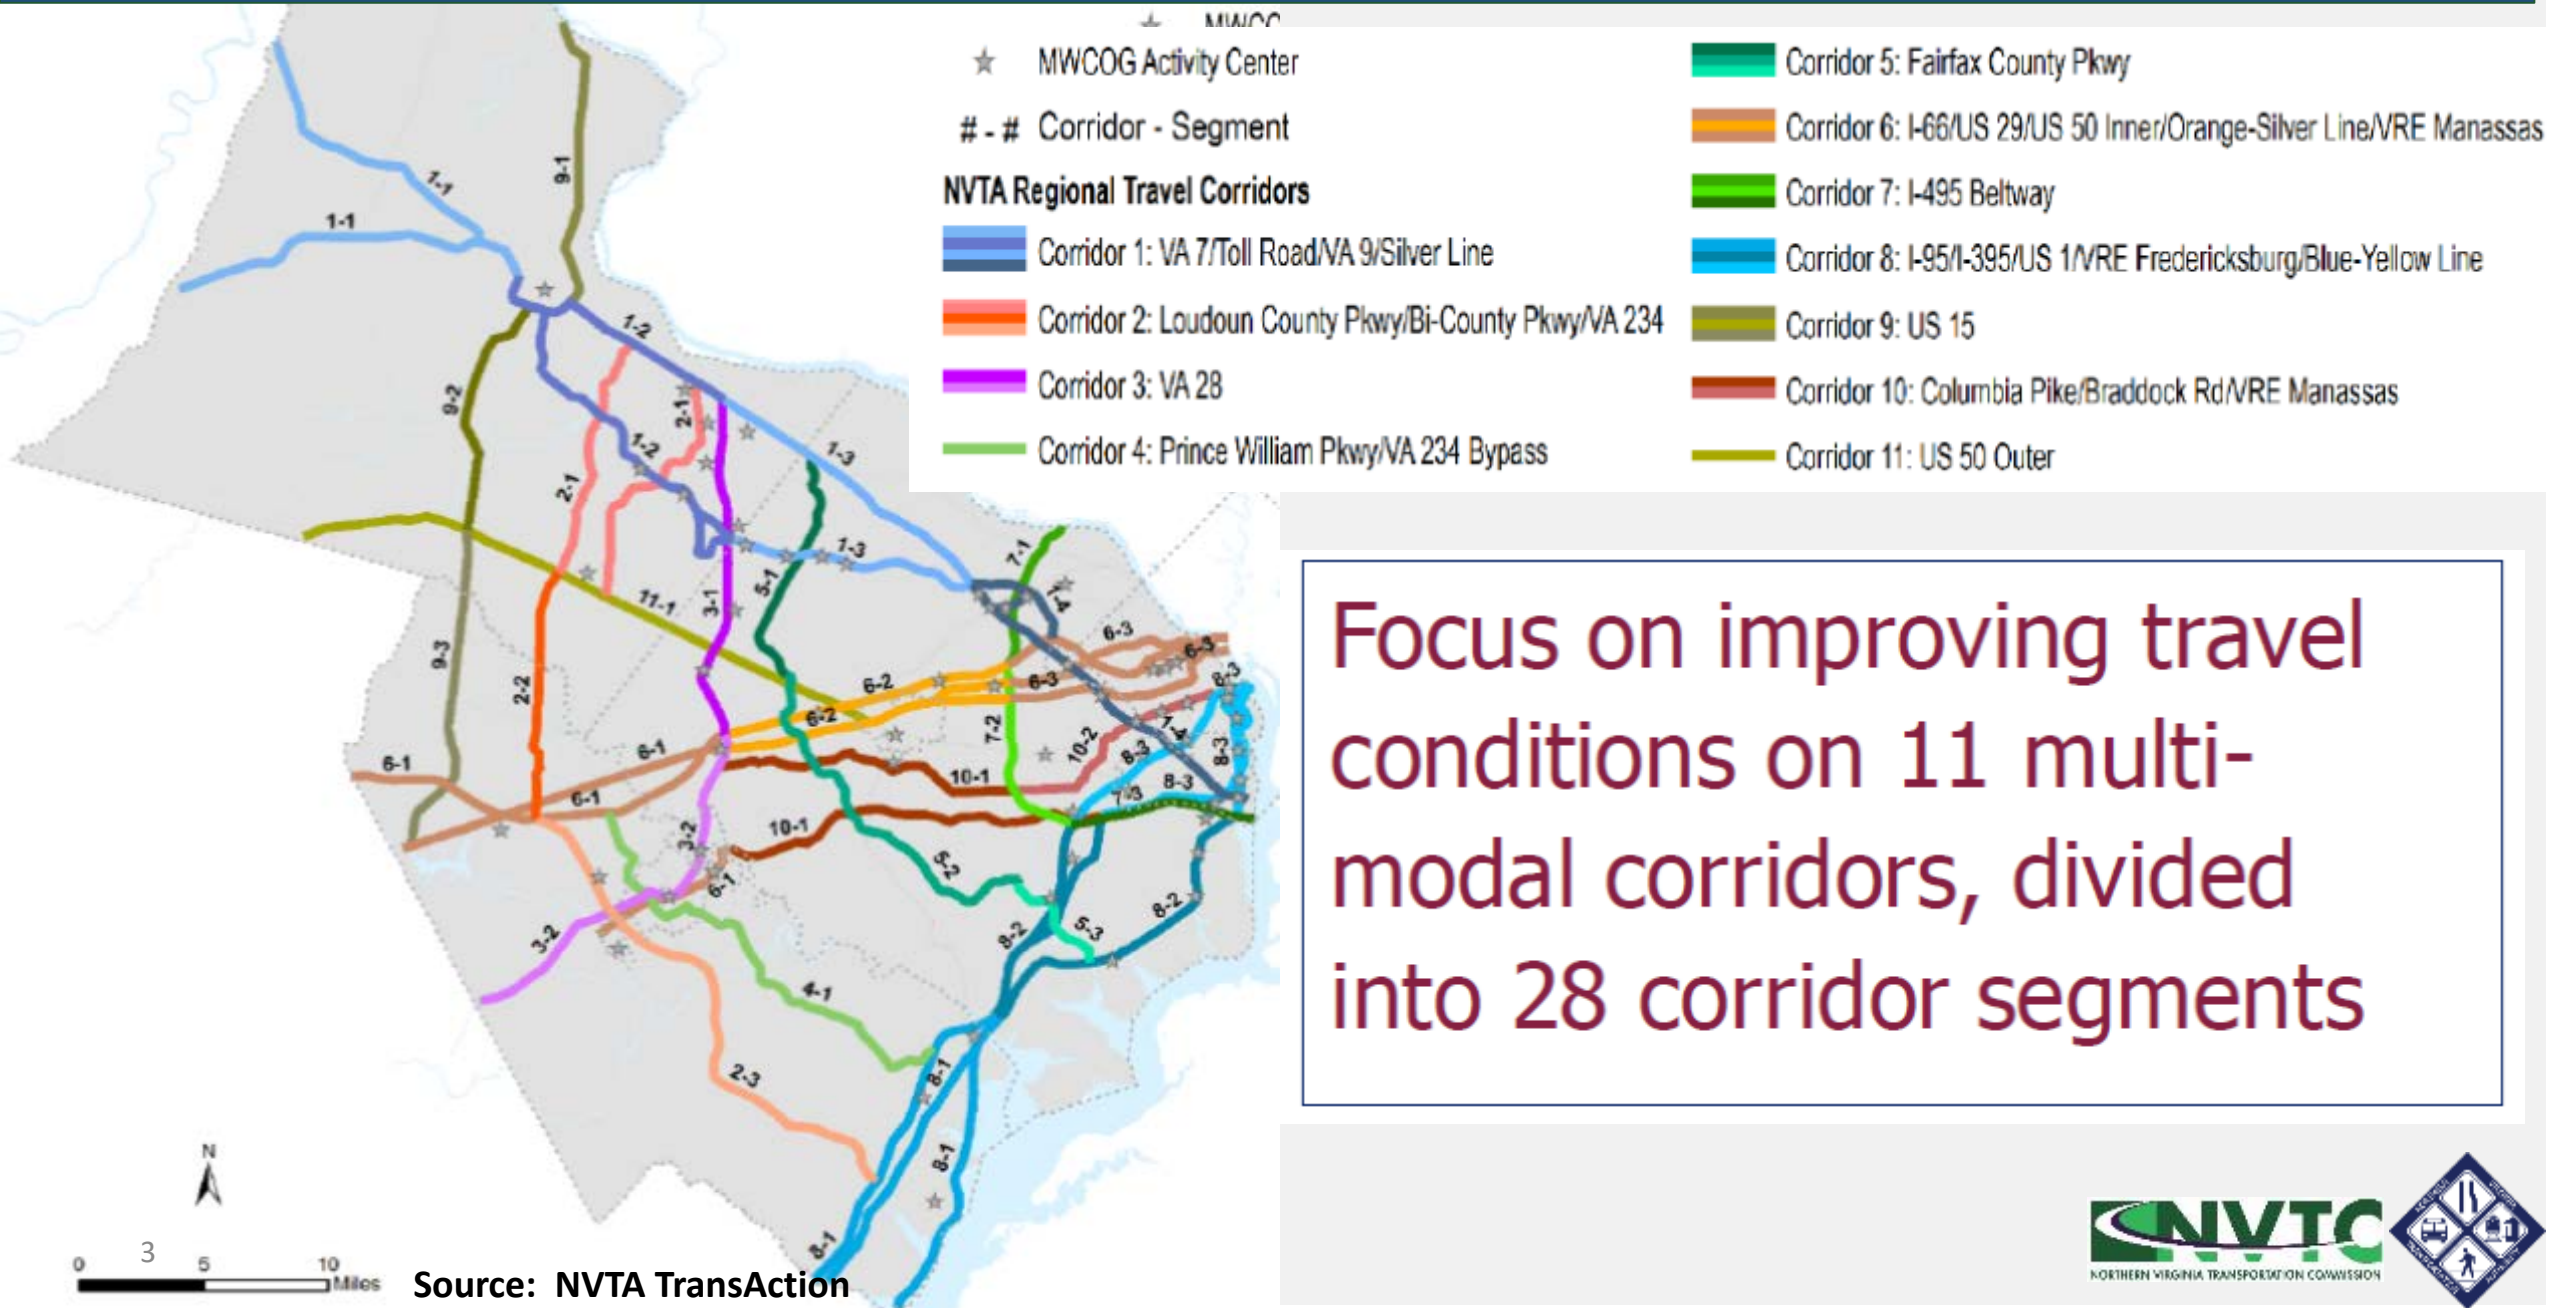 MWCOG Activity Center
# - # Corridor - Segment
NVTA Regional Travel Corridors
Corridor 1: VA 7/Toll Road/VA 9/Silver Line
Corridor 2: Loudoun County Pkwy/Bi-County Pkwy/VA 234
Corridor 3: VA 28
Corridor 4: Prince William Pkwy/VA 234 Bypass
Corridor 5: Fairfax County Pkwy
Corridor 6: I-66/US 29/US 50 Inner/Orange-Silver Line/VRE Manassas
Corridor 7: I-495 Beltway
Corridor 8: I-95/I-395/US 1/VRE Fredericksburg/Blue-Yellow Line
Corridor 9: US 15
Corridor 10: Columbia Pike/Braddock Rd/VRE Manassas
Corridor 11: US 50 Outer
9-1
1-1
1-1
1-2
9-2
2-1
1-2
1-3
2-1
1-3
7-1
5-1
11-1
3-1
1-4
6-3
6-3
9-3
2-2
6-2
6-3
8-3
6-2
7-2
10-2
1-4
8-3
8-3
6-1
6-1
10-1
8-3
7-3
6-1
10-1
3-2
5-2
6-1
8-2
3-2
8-2
5-3
4-1
2-3
8-1
8-1
8-1
Focus on improving travel
conditions on 11 multi-
modal corridors, divided
into 28 corridor segments
N
0 5 10
Miles
3
Source: NVTA TransAction
NVTC
NORTHERN VIRGINIA TRANSPORTATION COMMISSION